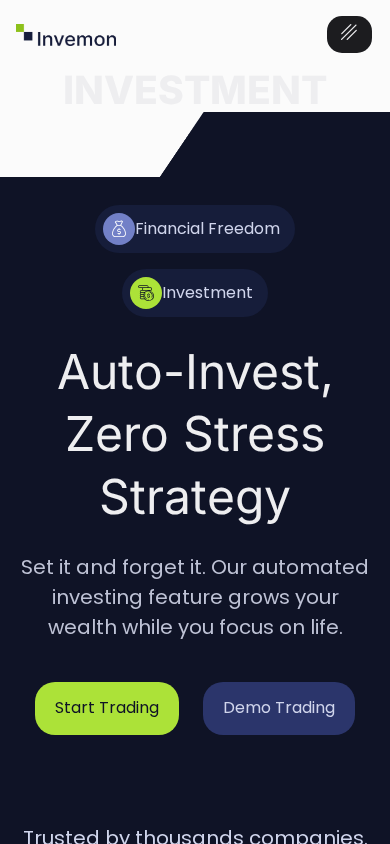 Invemon
INVESTMENT
Financial Freedom
Investment
Auto-Invest,
Zero Stress
Strategy
Set it and forget it. Our automated
investing feature grows your
wealth while you focus on life.
Start Trading
Demo Trading
Trusted by thousands companies.